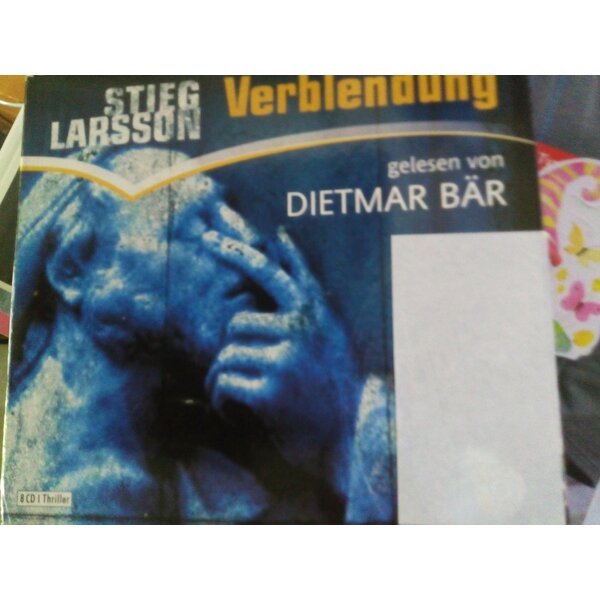 STIEG
LARSSON
Verblendung
gelesen von
DIETMAR BÄR
8 CD | Thriller